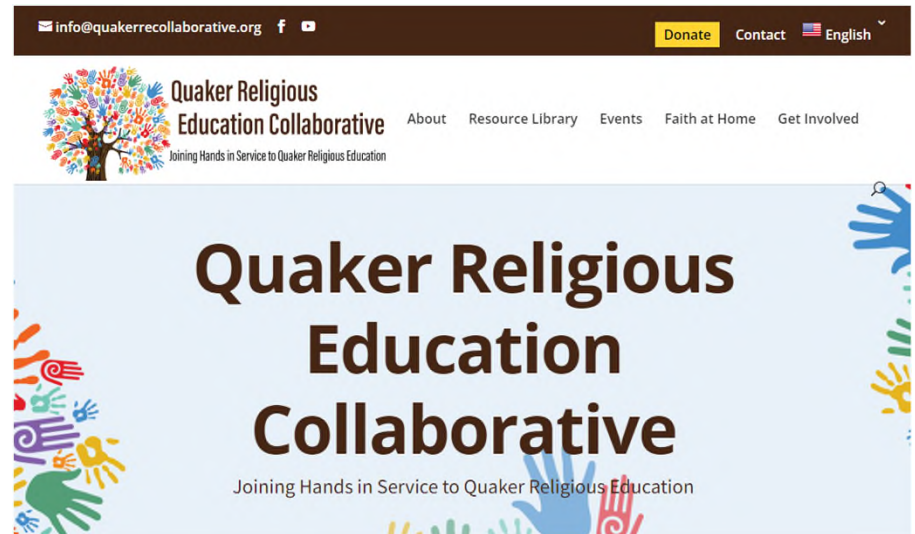 info@quakerrecollaborative.org
Donate Contact English
Quaker Religious
Education Collaborative
Joining Hands in Service to Quaker Religious Education
About Resource Library Events Faith at Home Get Involved
Quaker Religious
Education
Collaborative
Joining Hands in Service to Quaker Religious Education